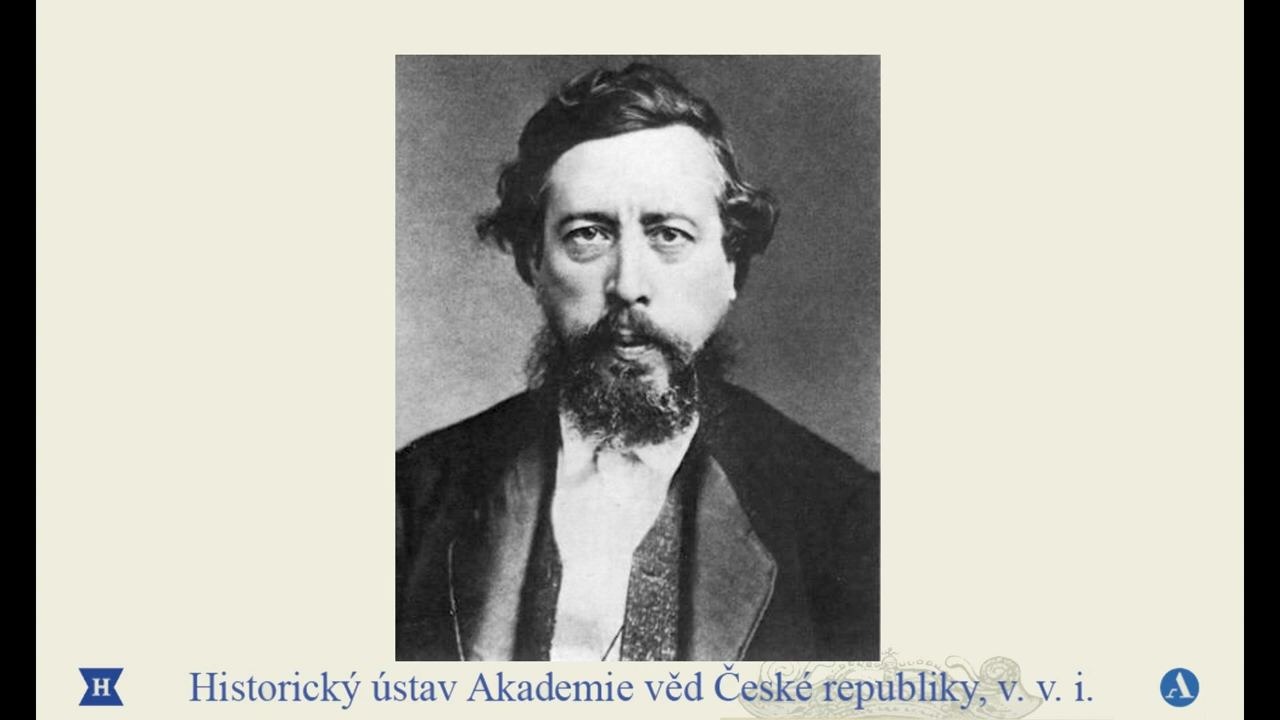 H
Historický ústav Akademie věd České republiky, v. v. i.
A